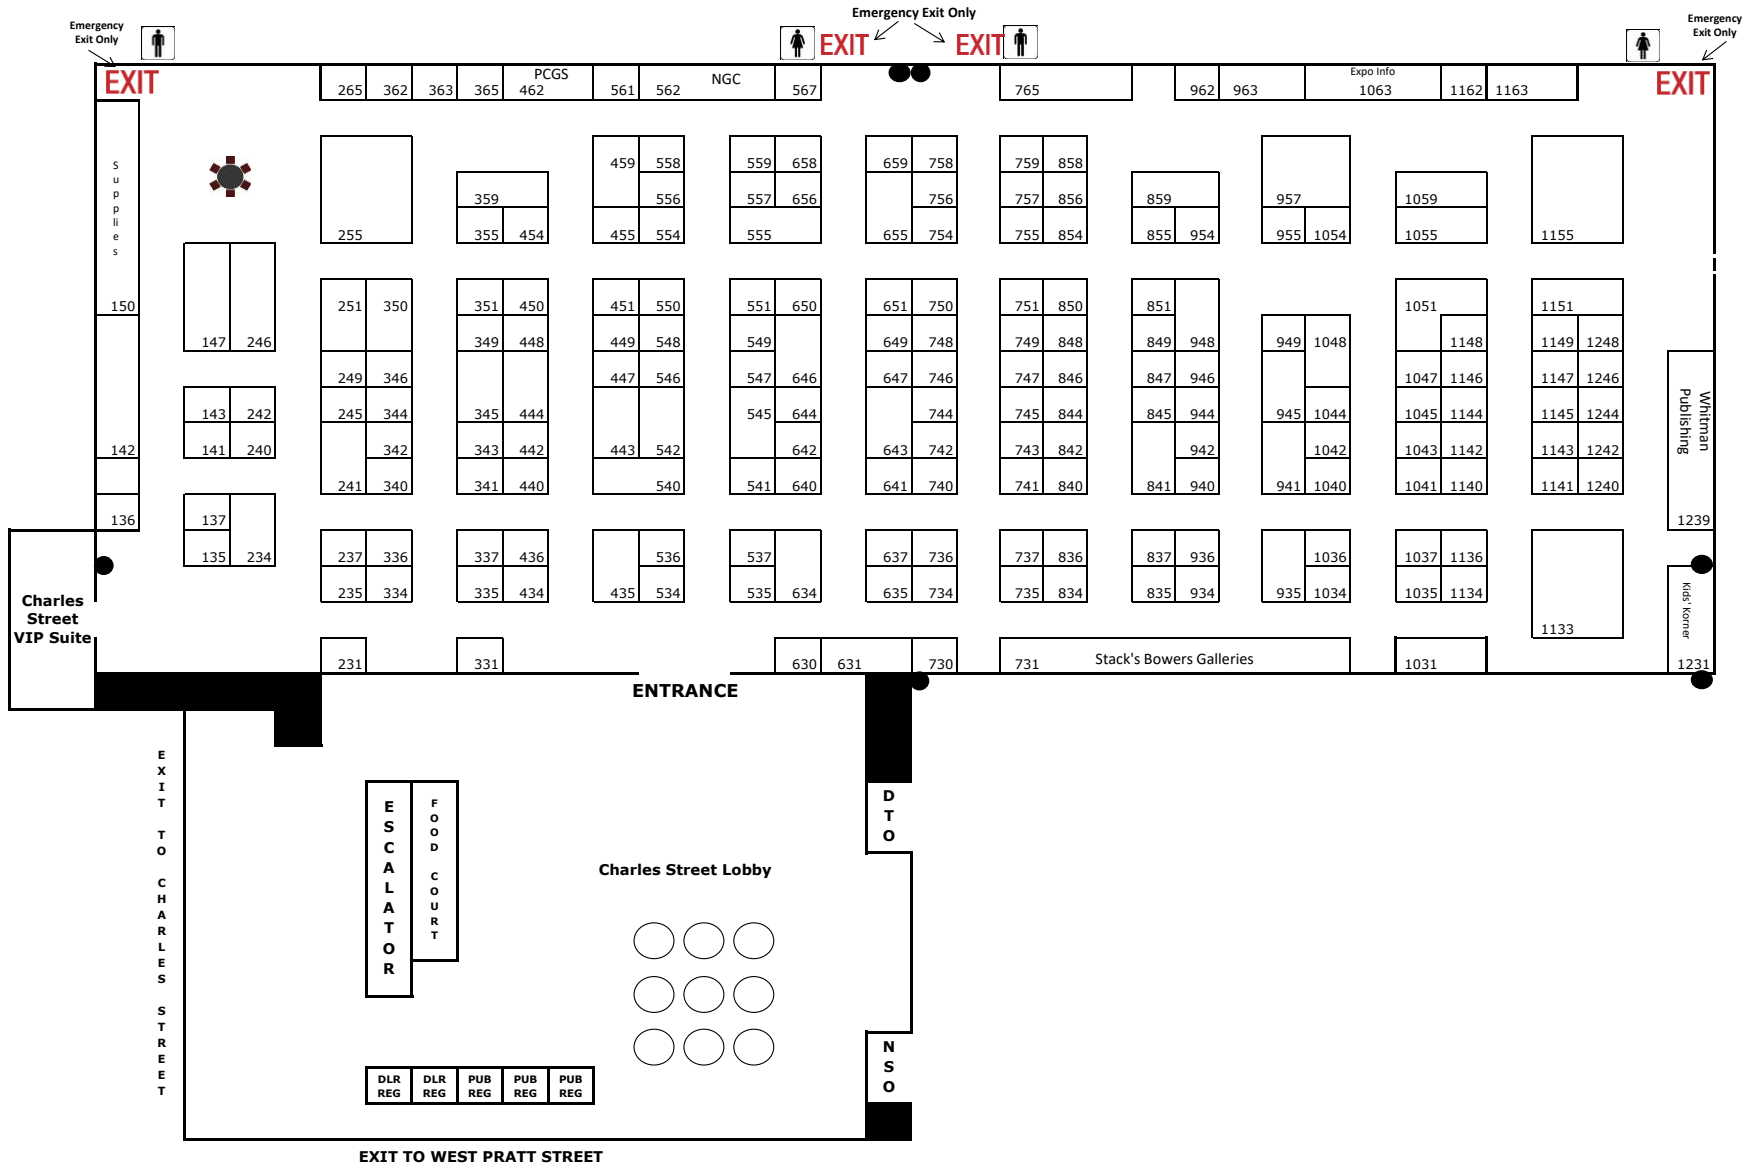 Emergency Exit Only
Emergency
Exit Only
Emergency
Exit Only
EXIT
EXIT
EXIT
EXIT
PCGS
NGC
Expo Info
265 362 363 365 462 561 562 567 765 962 963 1063 1162 1163
Supplies
459 558 559 658 659 758 759 858
359 556 557 656 756 757 856 859 957 1059
255 355 454 455 554 555 655 754 755 854 855 954 955 1054 1055 1155
150 251 350 351 450 451 550 551 650 651 750 751 850 851 1051 1151
147 246 349 448 449 548 549 649 748 749 848 849 948 949 1048 1148 1149 1248
249 346 447 546 547 646 647 746 747 846 847 946 1047 1146 1147 1246
143 242 245 344 345 444 545 644 744 745 844 845 944 945 1044 1045 1144 1145 1244
142 141 240 342 343 442 443 542 642 643 742 743 842 942 1042 1043 1142 1143 1242
241 340 341 440 540 541 640 641 740 741 840 841 940 941 1040 1041 1140 1141 1240
Whitman
Publishing
136 137 1239
135 234 237 336 337 436 536 537 637 736 737 836 837 936 1036 1037 1136
235 334 335 434 435 534 535 634 635 734 735 834 835 934 935 1034 1035 1134
Charles
Street
VIP Suite
Kids' Korner
1133
231 331 630 631 730 731 Stack's Bowers Galleries 1031 1231
ENTRANCE
EXIT TO CHARLES STREET
ESCALATOR
FOOD COURT
DTO
Charles Street Lobby
NSO
DLR DLR PUB PUB PUB
REG REG REG REG REG
EXIT TO WEST PRATT STREET